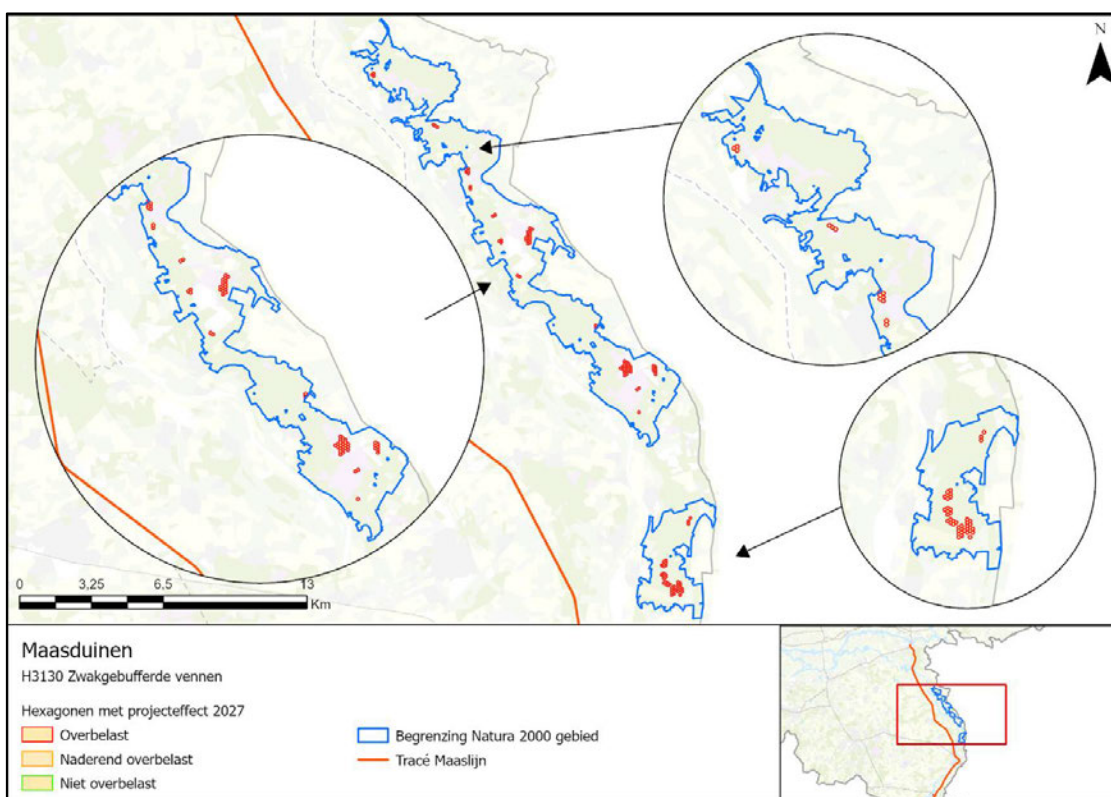 N
0 3,25 6.5 13
Km
Maasduinen
H3130 Zwakgebufferde vennen
Hexagonen met projecteffect 2027
Overbelast
Naderend overbelast
Niet overbelast
Begrenzing Natura 2000 gebied
Tracé Maaslijn